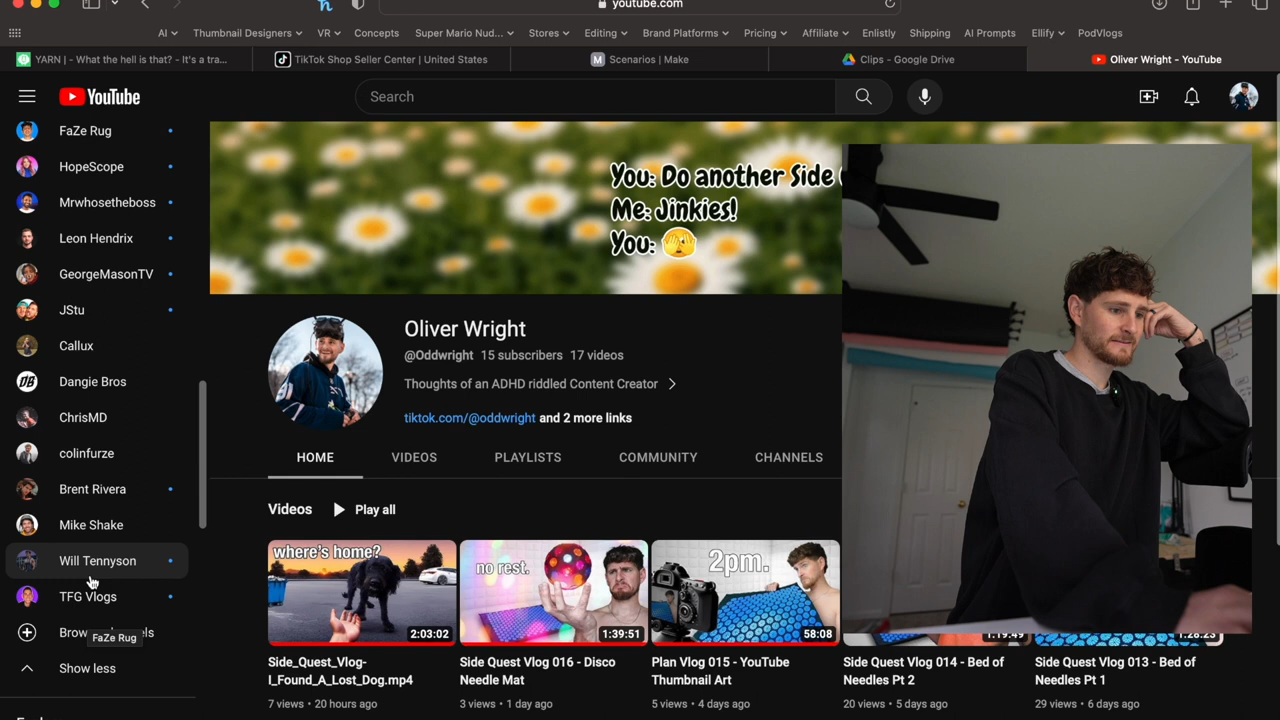 youtube.com
AI
Thumbnail Designers
VR
Concepts
Super Mario Nud...
Stores
Editing
Brand Platforms
Pricing
Affiliate
Enlistly
Shipping
AI Prompts
Ellify
PodVlogs
YARN | - What the hell is that? - It's a tra...
TikTok Shop Seller Center | United States
Scenarios | Make
Clips - Google Drive
Oliver Wright - YouTube
YouTube
Search
FaZe Rug
HopeScope
Mrwhosetheboss
Leon Hendrix
GeorgeMasonTV
JStu
Callux
Dangie Bros
ChrisMD
colinfurze
Brent Rivera
Mike Shake
Will Tennyson
TFG Vlogs
FaZe Rug
Show less
You: Do another Side
Me: Jinkies!
You:
Oliver Wright
@Oddwright 15 subscribers 17 videos
Thoughts of an ADHD riddled Content Creator
tiktok.com/@oddwright and 2 more links
HOME
VIDEOS
PLAYLISTS
COMMUNITY
CHANNELS
Videos
Play all
where's home?
2:03:02
Side_Quest_Vlog-
I_Found_A_Lost_Dog.mp4
7 views • 20 hours ago
no rest.
1:39:51
Side Quest Vlog 016 - Disco
Needle Mat
3 views • 1 day ago
2pm.
58:08
Plan Vlog 015 - YouTube
Thumbnail Art
5 views • 4 days ago
1:19:49
Side Quest Vlog 014 - Bed of
Needles Pt 2
20 views • 5 days ago
1:28:23
Side Quest Vlog 013 - Bed of
Needles Pt 1
29 views • 6 days ago